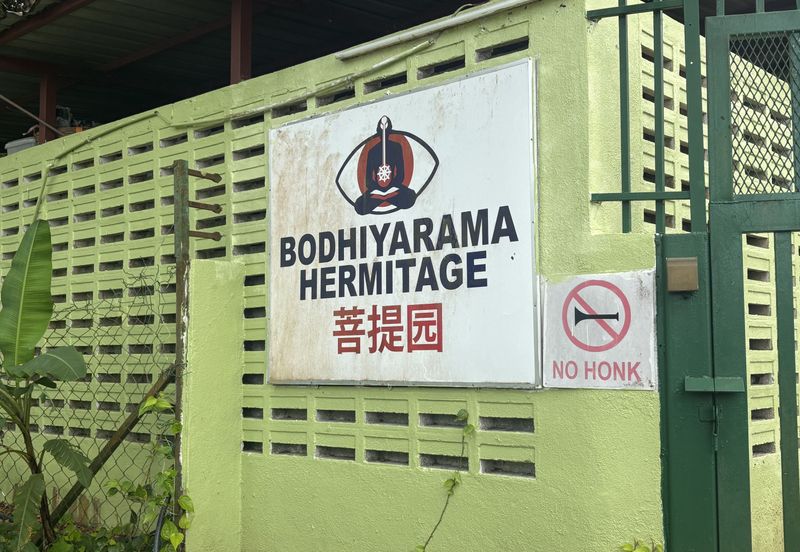 BODHIYARAMA
HERMITAGE
菩提园
NO HONK